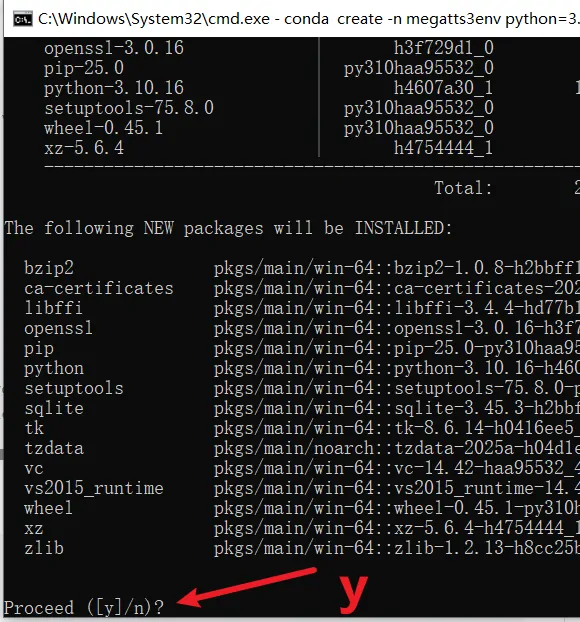 C:\Windows\System32\cmd.exe - conda create -n megatts3env python=3.
openssl-3.0.16 | h3f729d1_0
pip-25.0 | py310haa95532_0
python-3.10.16 | h4607a30_1 1
setuptools-75.8.0 | py310haa95532_0
wheel-0.45.1 | py310haa95532_0
xz-5.6.4 | h4754444_1
------------------------------------------------------------
Total: 2
The following NEW packages will be INSTALLED:
bzip2 pkgs/main/win-64::bzip2-1.0.8-h2bbff1
ca-certificates pkgs/main/win-64::ca-certificates-202
libffi pkgs/main/win-64::libffi-3.4.4-hd77b1
openssl pkgs/main/win-64::openssl-3.0.16-h3f7
pip pkgs/main/win-64::pip-25.0-py310haa95
python pkgs/main/win-64::python-3.10.16-h460
setuptools pkgs/main/win-64::setuptools-75.8.0-p
sqlite pkgs/main/win-64::sqlite-3.45.3-h2bbf
tk pkgs/main/win-64::tk-8.6.14-h0416ee5_
tzdata pkgs/main/noarch::tzdata-2025a-h04d1e
vc pkgs/main/win-64::vc-14.42-haa95532_4
vs2015_runtime pkgs/main/win-64::vs2015_runtime-14.4
wheel pkgs/main/win-64::wheel-0.45.1-py310h
xz pkgs/main/win-64::xz-5.6.4-h4754444_1
zlib pkgs/main/win-64::zlib-1.2.13-h8cc25b
Proceed ([y]/n)? y